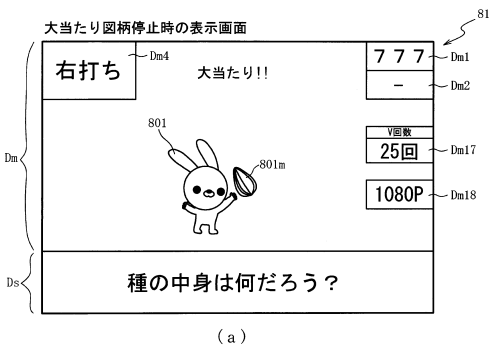 大当たり図柄停止時の表示画面
81
右打ち
Dm4
大当たり!!
７７７
Dm1
−
Dm2
801
801m
V回数
25回
Dm17
1080P
Dm18
Dm
Ds
種の中身は何だろう？
(a)